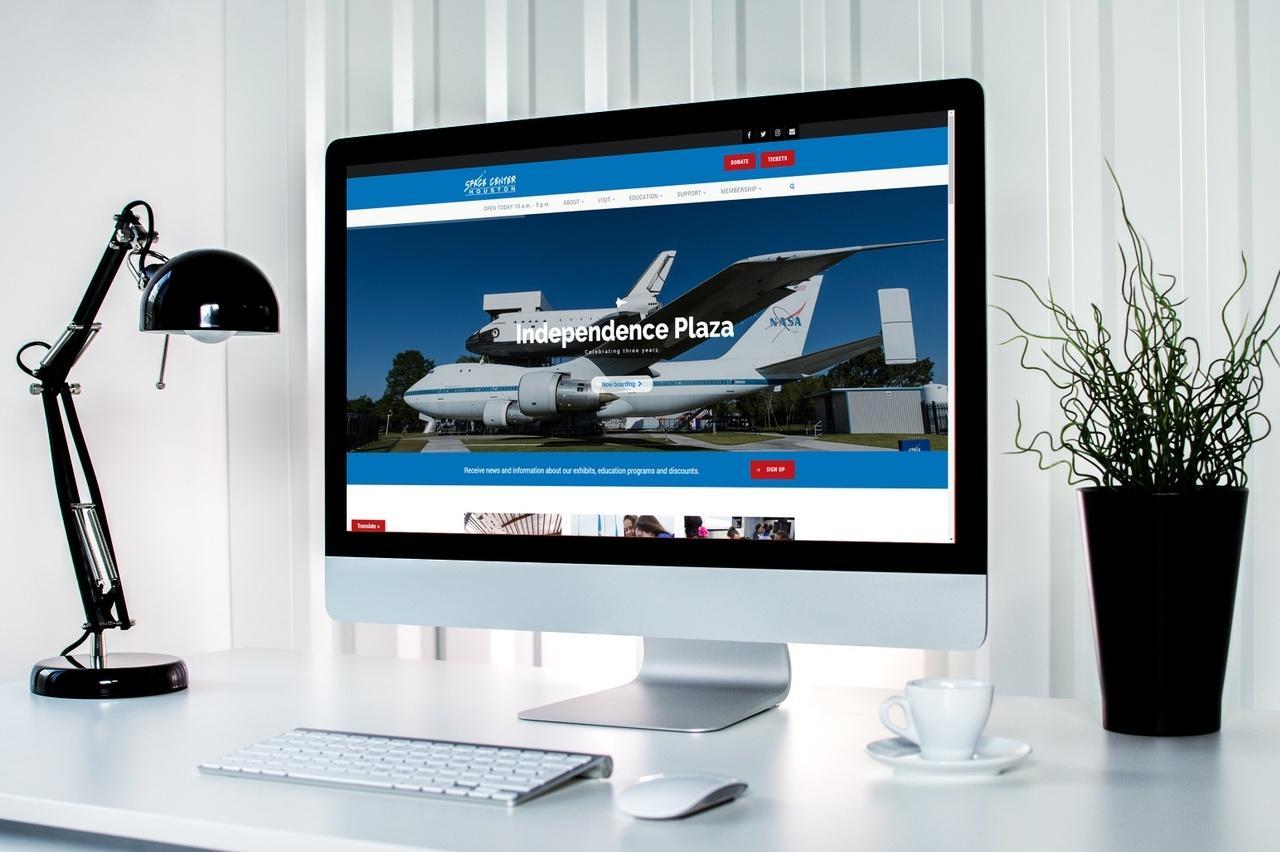 DONATE
TICKETS
SPACE CENTER
HOUSTON
OPEN TODAY 10 a.m. - 5 p.m.
ABOUT
VISIT
EDUCATION
SUPPORT
MEMBERSHIP
NASA
Independence Plaza
Celebrating three years
Now boarding
Receive news and information about our exhibits, education programs and discounts.
SIGN UP
Translate »